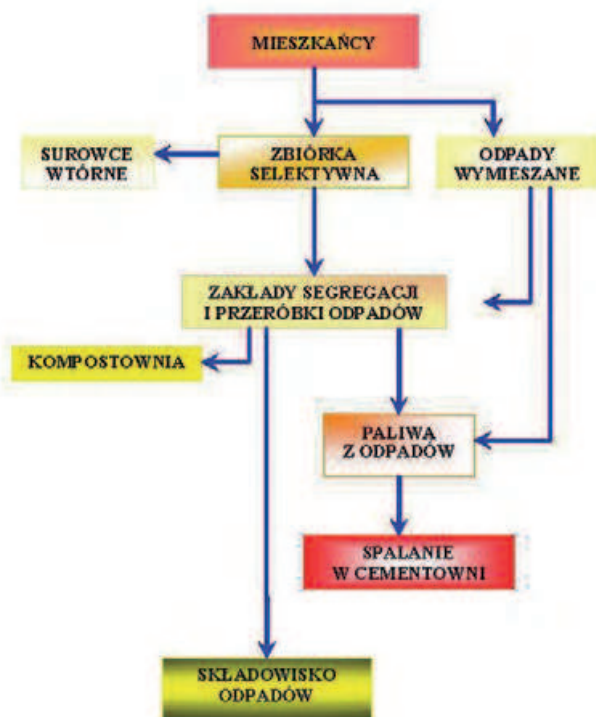 MIESZKAŃCY
SUROWCE
WTÓRNE
ZBIÓRKA
SELEKTYWNA
ODPADY
WYMIESZANE
ZAKŁADY SEGREGACJI
I PRZERÓBKI ODPADÓW
KOMPOSTOWNIA
PALIWA
Z ODPADÓW
SPALANIE
W CEMENTOWNI
SKŁADOWISKO
ODPADÓW